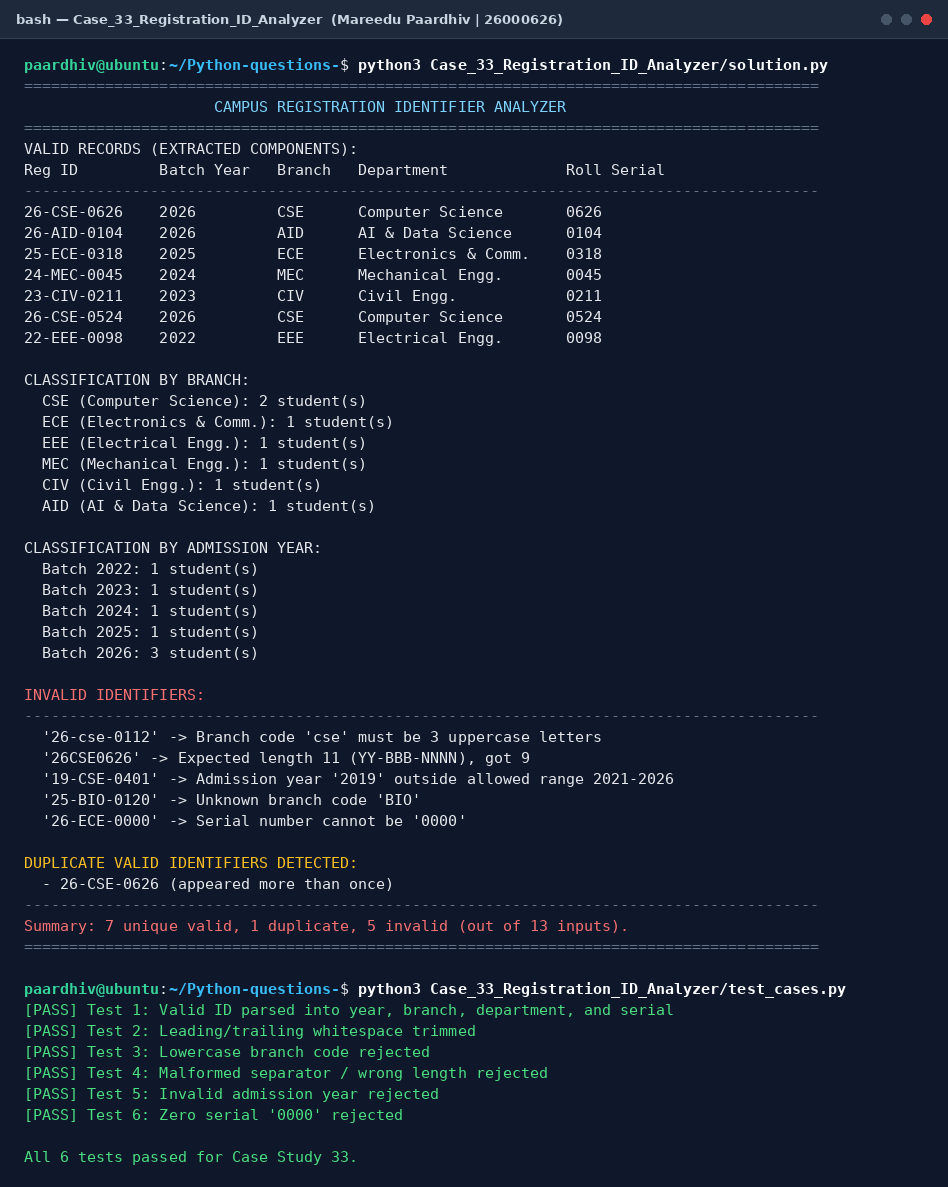 bash — Case_33_Registration_ID_Analyzer (Mareedu Paardhiv | 26000626)
paardhiv@ubuntu:~/Python-questions-$ python3 Case_33_Registration_ID_Analyzer/solution.py
========================================================================================
CAMPUS REGISTRATION IDENTIFIER ANALYZER
========================================================================================
VALID RECORDS (EXTRACTED COMPONENTS):
Reg ID         Batch Year   Branch   Department             Roll Serial
----------------------------------------------------------------------------------------
26-CSE-0626    2026         CSE      Computer Science       0626
26-AID-0104    2026         AID      AI & Data Science      0104
25-ECE-0318    2025         ECE      Electronics & Comm.    0318
24-MEC-0045    2024         MEC      Mechanical Engg.       0045
23-CIV-0211    2023         CIV      Civil Engg.            0211
26-CSE-0524    2026         CSE      Computer Science       0524
22-EEE-0098    2022         EEE      Electrical Engg.       0098
CLASSIFICATION BY BRANCH:
CSE (Computer Science): 2 student(s)
ECE (Electronics & Comm.): 1 student(s)
EEE (Electrical Engg.): 1 student(s)
MEC (Mechanical Engg.): 1 student(s)
CIV (Civil Engg.): 1 student(s)
AID (AI & Data Science): 1 student(s)
CLASSIFICATION BY ADMISSION YEAR:
Batch 2022: 1 student(s)
Batch 2023: 1 student(s)
Batch 2024: 1 student(s)
Batch 2025: 1 student(s)
Batch 2026: 3 student(s)
INVALID IDENTIFIERS:
----------------------------------------------------------------------------------------
'26-cse-0112' -> Branch code 'cse' must be 3 uppercase letters
'26CSE0626' -> Expected length 11 (YY-BBB-NNNN), got 9
'19-CSE-0401' -> Admission year '2019' outside allowed range 2021-2026
'25-BIO-0120' -> Unknown branch code 'BIO'
'26-ECE-0000' -> Serial number cannot be '0000'
DUPLICATE VALID IDENTIFIERS DETECTED:
- 26-CSE-0626 (appeared more than once)
----------------------------------------------------------------------------------------
Summary: 7 unique valid, 1 duplicate, 5 invalid (out of 13 inputs).
========================================================================================
paardhiv@ubuntu:~/Python-questions-$ python3 Case_33_Registration_ID_Analyzer/test_cases.py
[PASS] Test 1: Valid ID parsed into year, branch, department, and serial
[PASS] Test 2: Leading/trailing whitespace trimmed
[PASS] Test 3: Lowercase branch code rejected
[PASS] Test 4: Malformed separator / wrong length rejected
[PASS] Test 5: Invalid admission year rejected
[PASS] Test 6: Zero serial '0000' rejected
All 6 tests passed for Case Study 33.